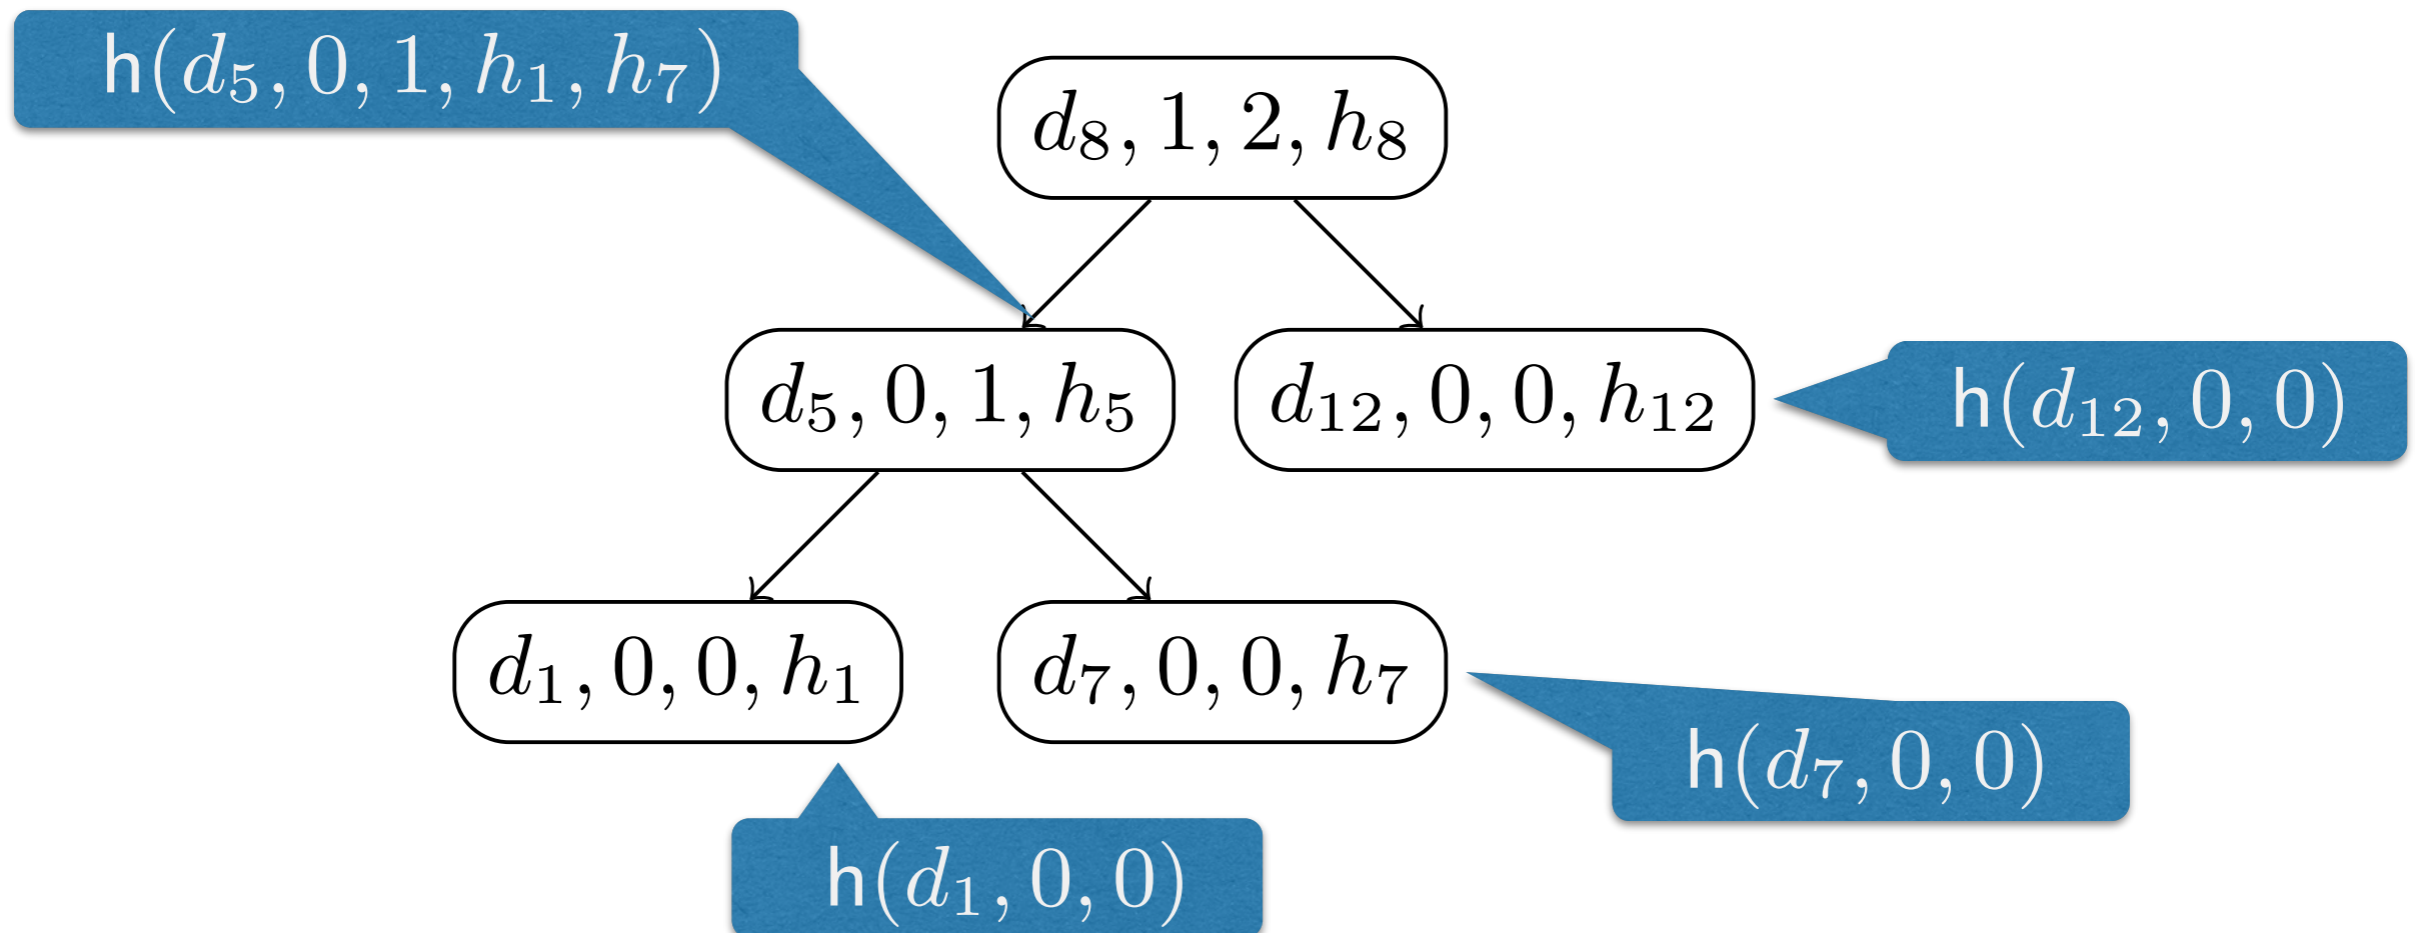 h(d₅, 0, 1, h₁, h₇)
d₈, 1, 2, h₈
d₅, 0, 1, h₅
d₁₂, 0, 0, h₁₂
h(d₁₂, 0, 0)
d₁, 0, 0, h₁
d₇, 0, 0, h₇
h(d₇, 0, 0)
h(d₁, 0, 0)